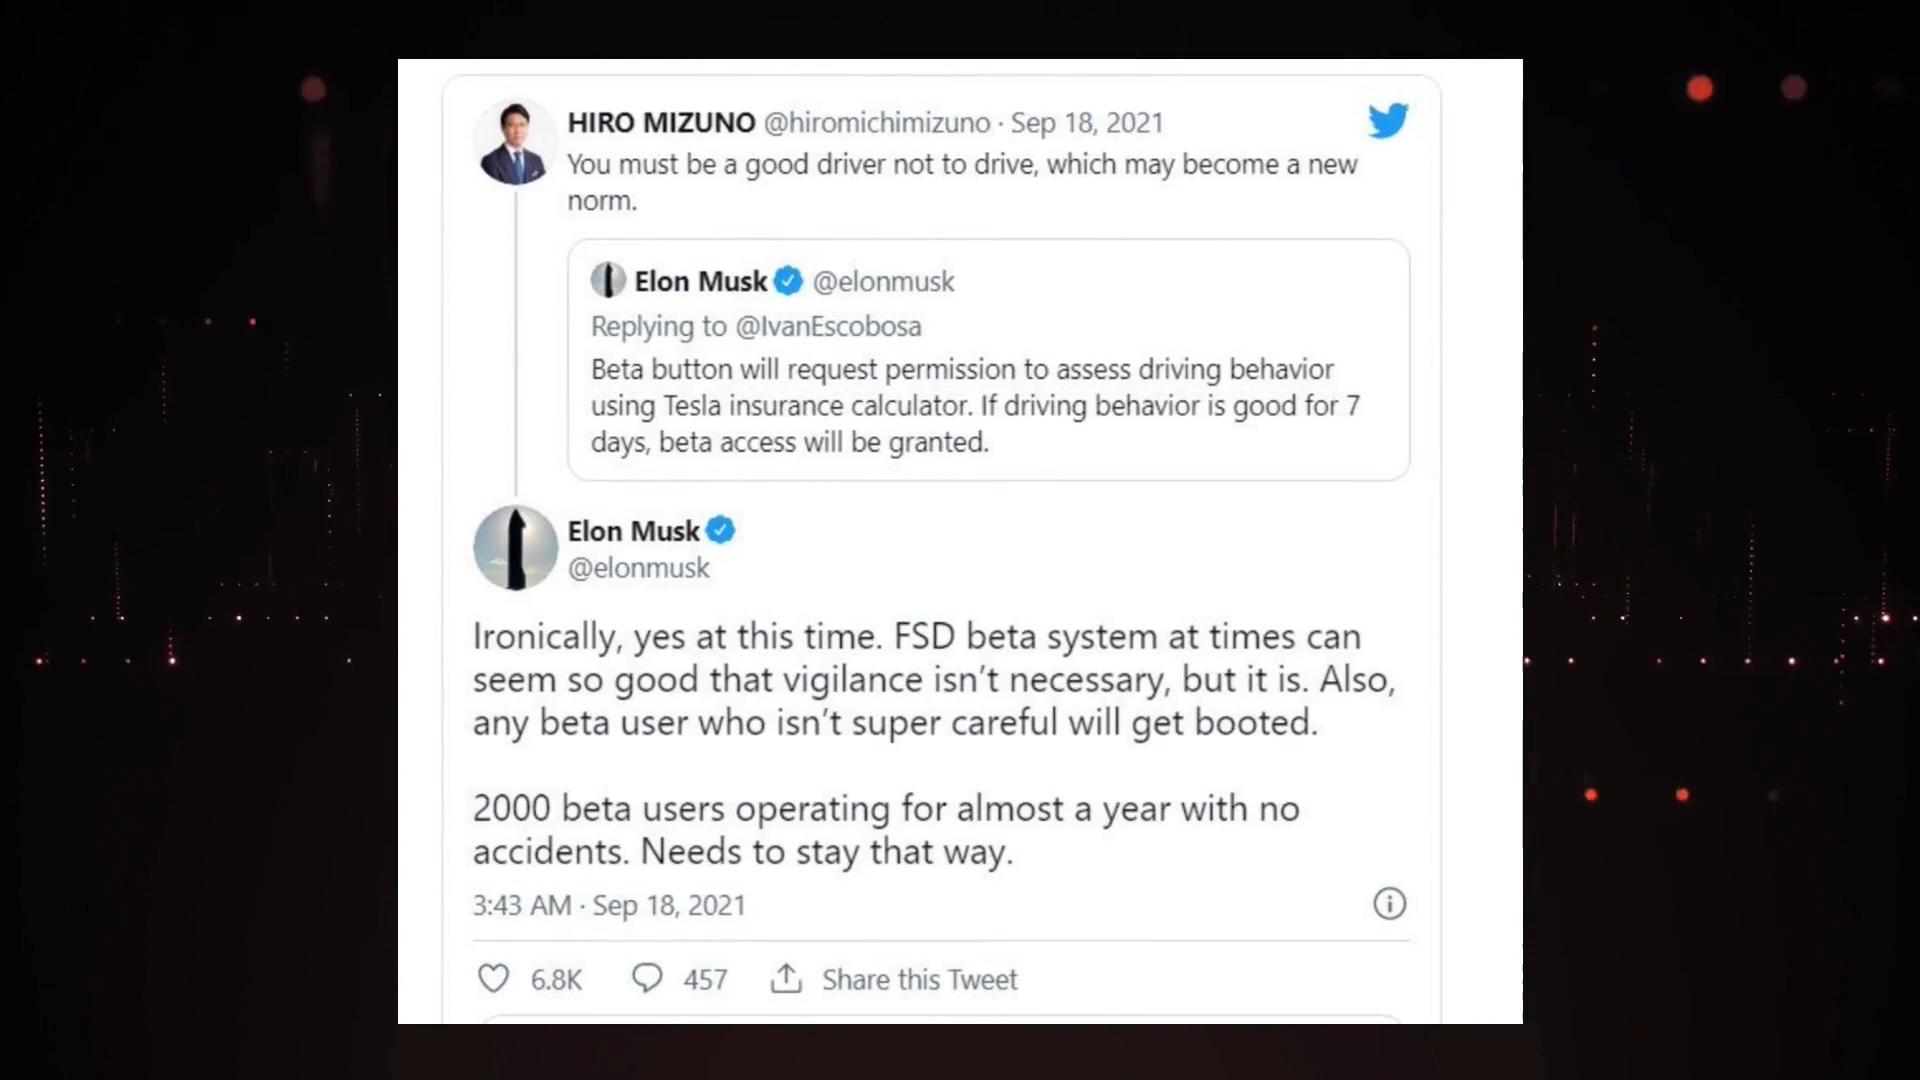 HIRO MIZUNO @hiromichimizuno · Sep 18, 2021
You must be a good driver not to drive, which may become a new
norm.
Elon Musk @elonmusk
Replying to @IvanEscobosa
Beta button will request permission to assess driving behavior
using Tesla insurance calculator. If driving behavior is good for 7
days, beta access will be granted.
Elon Musk
@elonmusk
Ironically, yes at this time. FSD beta system at times can
seem so good that vigilance isn't necessary, but it is. Also,
any beta user who isn't super careful will get booted.
2000 beta users operating for almost a year with no
accidents. Needs to stay that way.
3:43 AM · Sep 18, 2021
6.8K 457 Share this Tweet